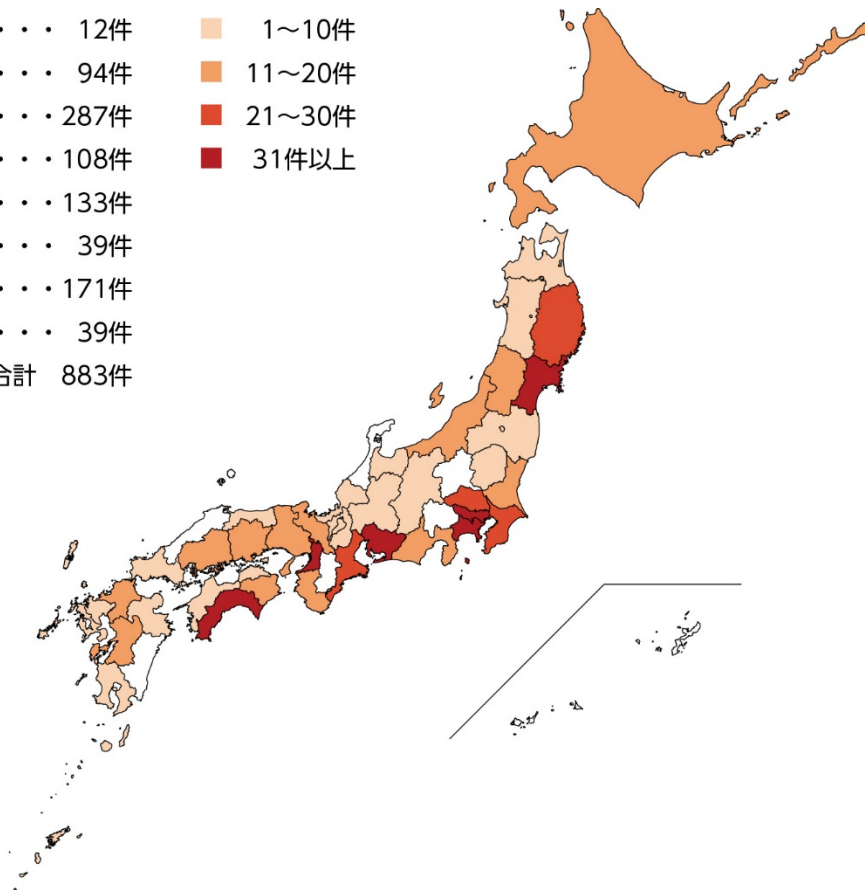 ・・・ 12件
・・・ 94件
・・・287件
・・・108件
・・・133件
・・・ 39件
・・・171件
・・・ 39件
合計 883件
1～10件
11～20件
21～30件
31件以上